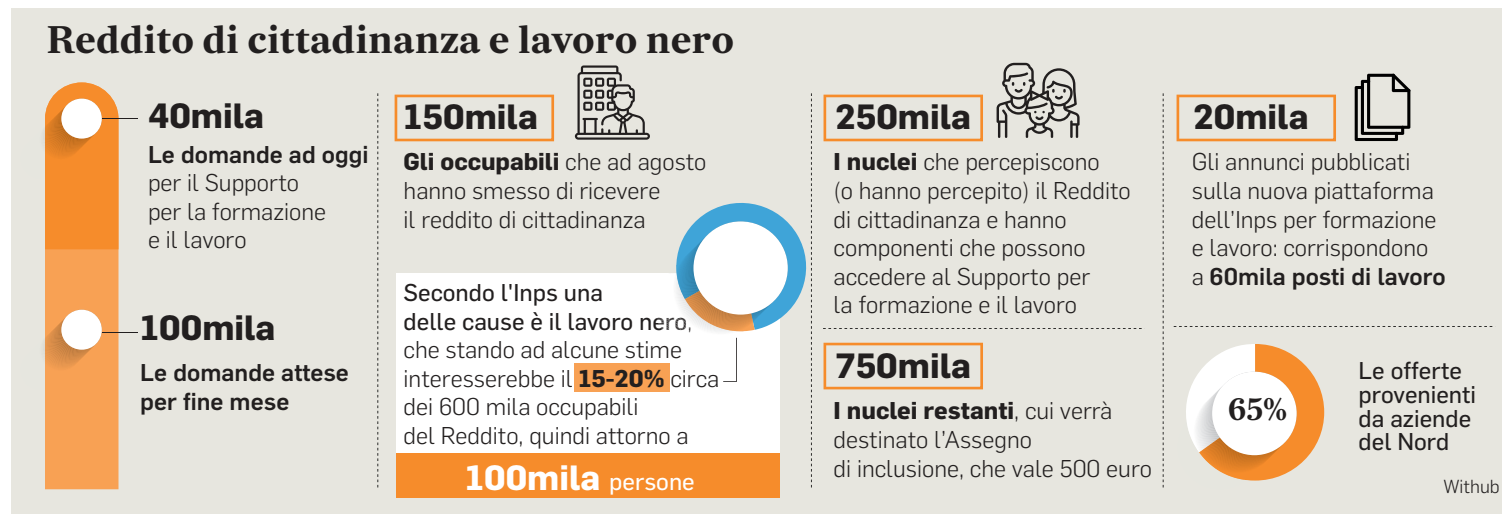 Reddito di cittadinanza e lavoro nero
40mila
Le domande ad oggi
per il Supporto
per la formazione
e il lavoro
100mila
Le domande attese
per fine mese
150mila
Gli occupabili che ad agosto
hanno smesso di ricevere
il reddito di cittadinanza
Secondo l'Inps una
delle cause è il lavoro nero,
che stando ad alcune stime
interesserebbe il 15-20% circa
dei 600 mila occupabili
del Reddito, quindi attorno a
100mila persone
250mila
I nuclei che percepiscono
(o hanno percepito) il Reddito
di cittadinanza e hanno
componenti che possono
accedere al Supporto per
la formazione e il lavoro
750mila
I nuclei restanti, cui verrà
destinato l'Assegno
di inclusione, che vale 500 euro
20mila
Gli annunci pubblicati
sulla nuova piattaforma
dell'Inps per formazione
e lavoro: corrispondono
a 60mila posti di lavoro
65%
Le offerte
provenienti
da aziende
del Nord
Withub